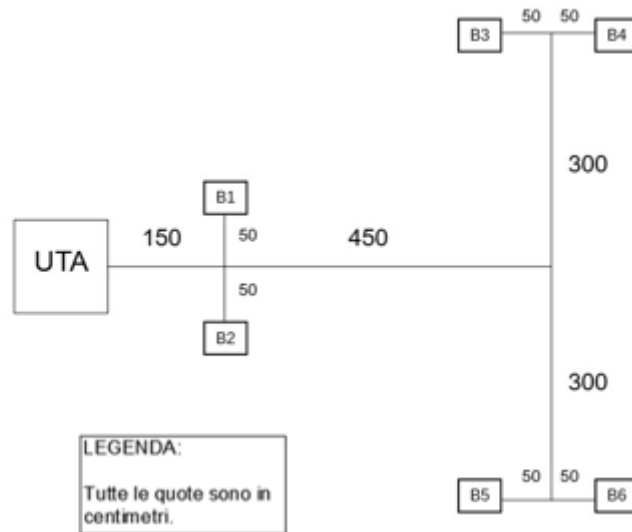 50 50
B3
B4
300
B1
150
50
450
UTA
50
B2
300
LEGENDA:
Tutte le quote sono in
centimetri.
50 50
B5
B6